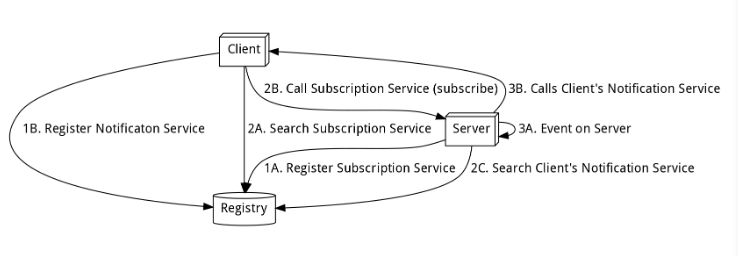 Client
2B. Call Subscription Service (subscribe)
3B. Calls Client's Notification Service
1B. Register Notificaton Service
2A. Search Subscription Service
Server
3A. Event on Server
1A. Register Subscription Service
2C. Search Client's Notification Service
Registry